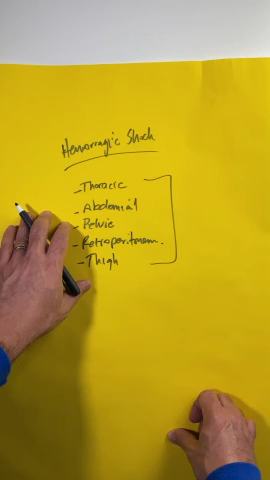 Hemorragic Shock
- Thoracic
- Abdominal
- Pelvic
- Retroperitoneum.
- Thigh